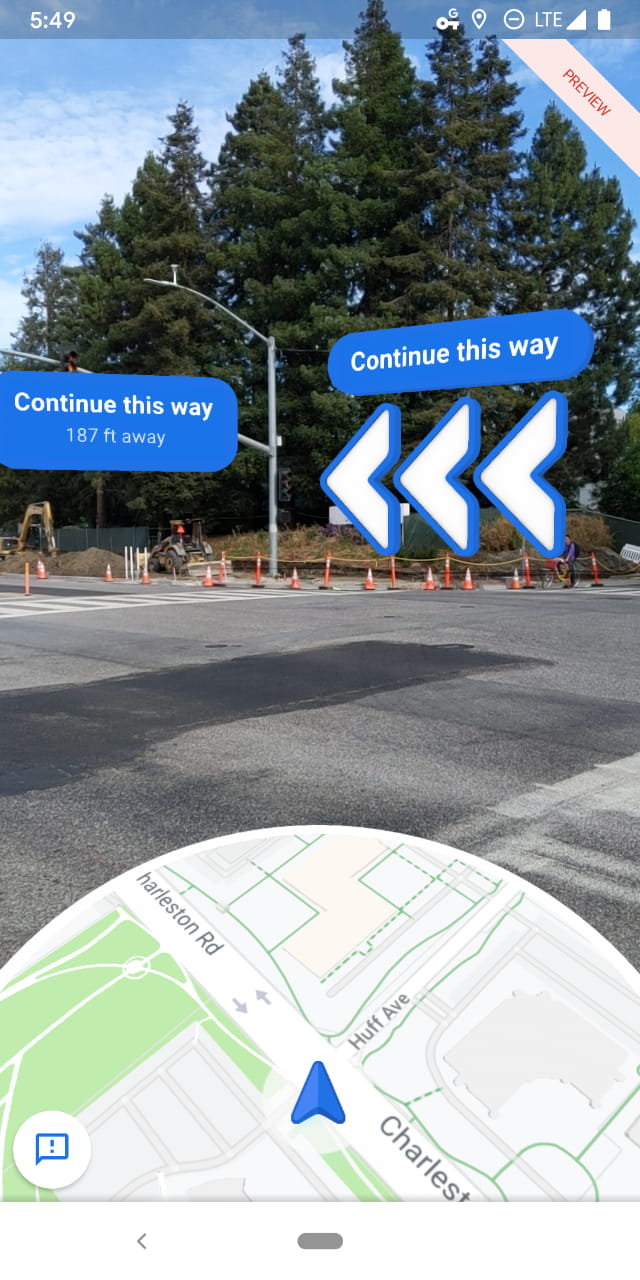 5:49
G
LTE
PREVIEW
Continue this way
Continue this way
187 ft away
harleston Rd
Huff Ave
Charlest